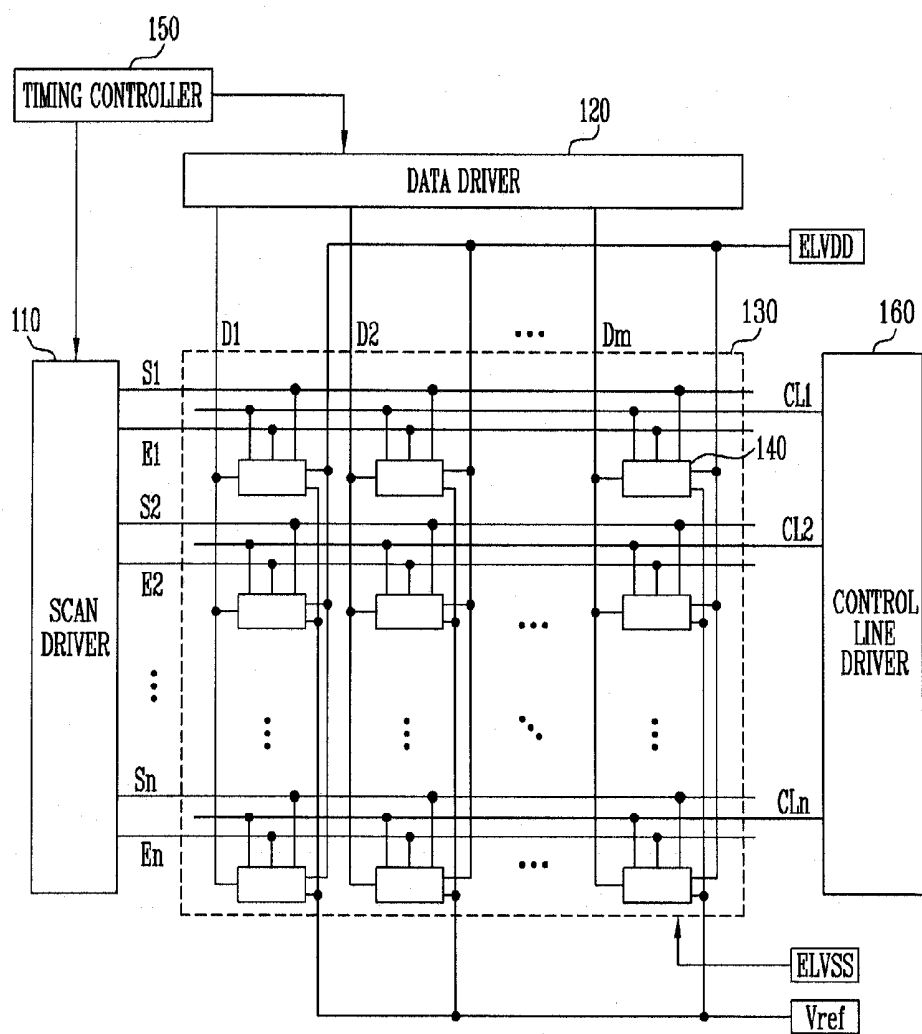 150
TIMING CONTROLLER
120
DATA DRIVER
ELVDD
110
D1
D2
...
Dm
130
160
S1
CL1
E1
140
S2
CL2
E2
SCAN
DRIVER
...
CONTROL
LINE
DRIVER
Sn
CLn
En
...
ELVSS
Vref